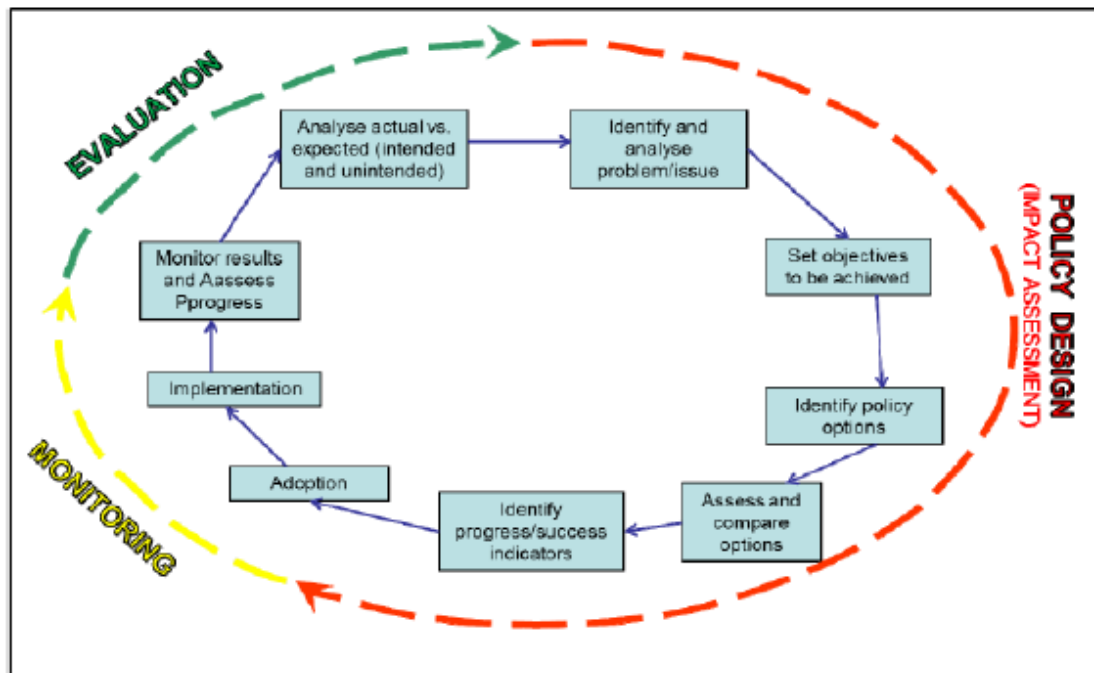 EVALUATION
Analyse actual vs.
expected (intended
and unintended)
Identify and
analyse
problem/issue
Set objectives
to be achieved
POLICY DESIGN
(IMPACT ASSESSMENT)
Identify policy
options
Assess and
compare
options
Identify
progress/success
indicators
Adoption
Implementation
Monitor results
and Aassess
Pprogress
MONITORING